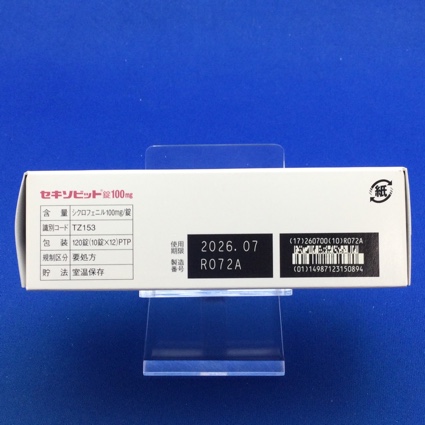 セキソビット錠100mg
含量 シクロフェニル100mg/錠
識別コード TZ153
包装 120錠(10錠×12)PTP
規制区分 要処方
貯法 室温保存
使用期限 2026.07
製造番号 R072A
(17)260700(10)R072A
(01)14987123150894
紙